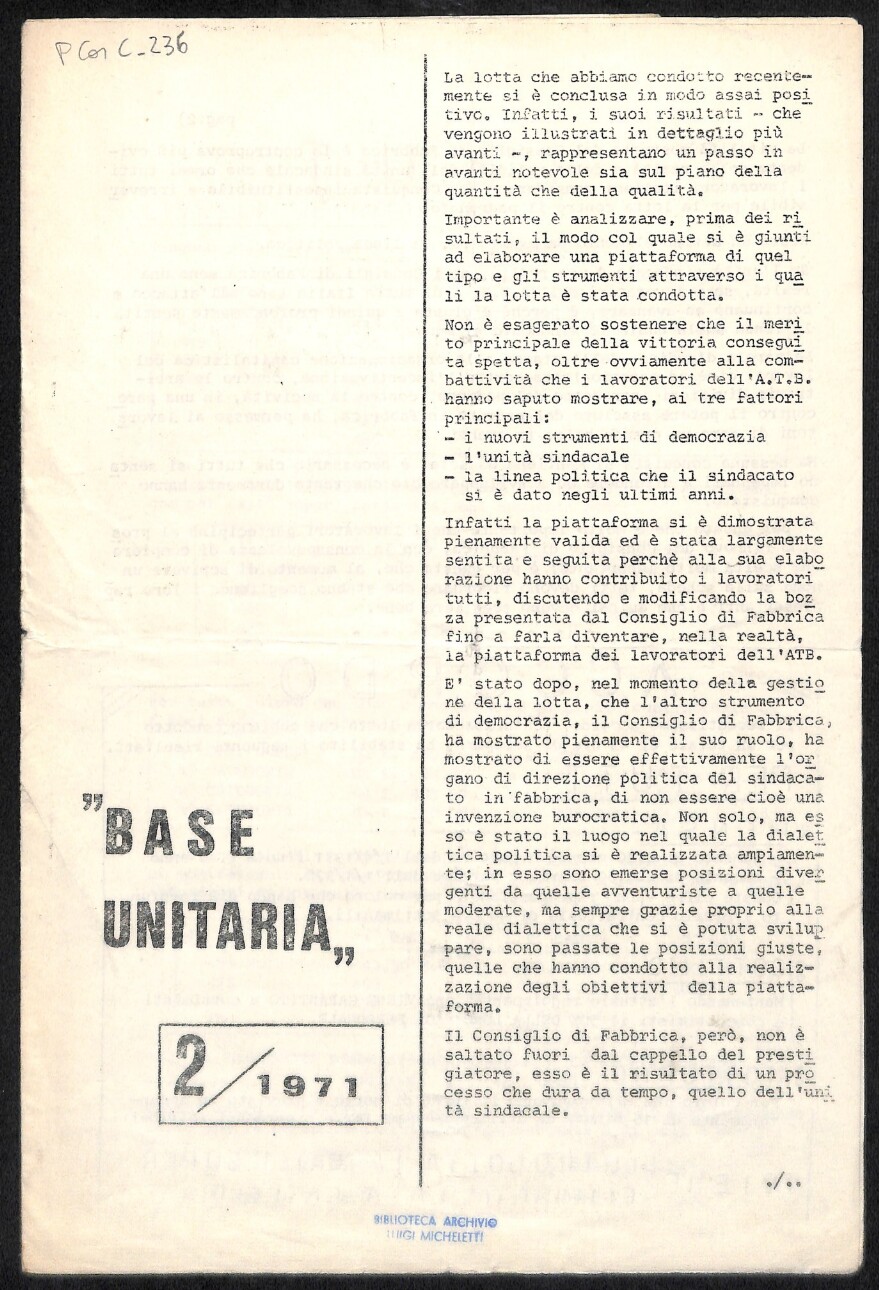 P Con C_236
"BASE
UNITARIA„
2/1971
La lotta che abbiamo condotto recente-
mente si è conclusa in modo assai posi
tivo. Infatti, i suoi risultati - che
vengono illustrati in dettaglio più
avanti -, rappresentano un passo in
avanti notevole sia sul piano della
quantità che della qualità.
Importante è analizzare, prima dei ri
sultati, il modo col quale si è giunti
ad elaborare una piattaforma di quel
tipo e gli strumenti attraverso i qua
li la lotta è stata condotta.
Non è esagerato sostenere che il meri
to principale della vittoria consegui
ta spetta, oltre ovviamente alla com-
battività che i lavoratori dell'A.T.B.
hanno saputo mostrare, ai tre fattori
principali:
- i nuovi strumenti di democrazia
- l'unità sindacale
- la linea politica che il sindacato
si è dato negli ultimi anni.
Infatti la piattaforma si è dimostrata
pienamente valida ed è stata largamente
sentita e seguita perchè alla sua elabo
razione hanno contribuito i lavoratori
tutti, discutendo e modificando la boz
za presentata dal Consiglio di Fabbrica
fino a farla diventare, nella realtà,
la piattaforma dei lavoratori dell'ATB.
E' stato dopo, nel momento della gestio
ne della lotta, che l'altro strumento
di democrazia, il Consiglio di Fabbrica,
ha mostrato pienamente il suo ruolo, ha
mostrato di essere effettivamente l'or
gano di direzione politica del sindaca-
to in fabbrica, di non essere cioè una
invenzione burocratica. Non solo, ma es
so è stato il luogo nel quale la dialet
tica politica si è realizzata ampiamen-
te; in esso sono emerse posizioni diver
genti da quelle avventuriste a quelle
moderate, ma sempre grazie proprio alla
reale dialettica che si è potuta svilup
pare, sono passate le posizioni giuste,
quelle che hanno condotto alla realiz-
zazione degli obiettivi della piatta-
forma.
Il Consiglio di Fabbrica, però, non è
saltato fuori dal cappello del presti
giatore, esso è il risultato di un pro
cesso che dura da tempo, quello dell'uni
tà sindacale.
./..
BIBLIOTECA ARCHIVIO
LUIGI MICHELETTI